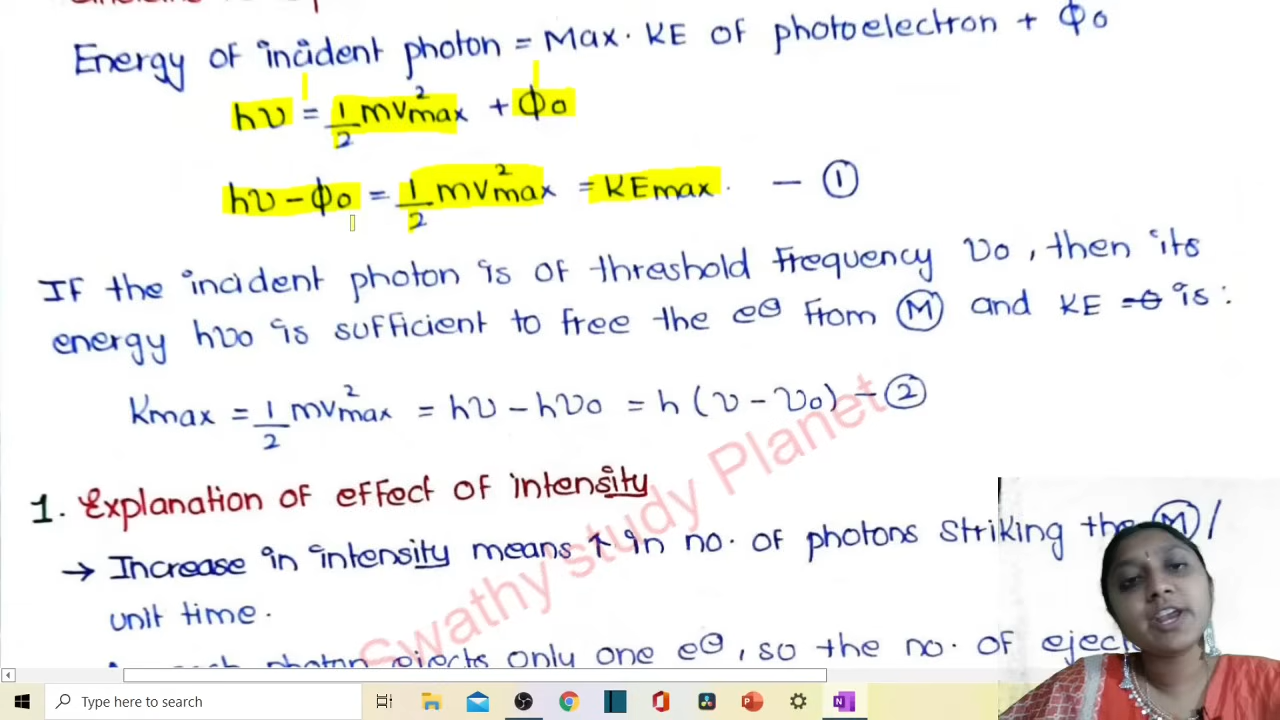 Energy of incident photon = Max. KE of photoelectron + ϕ0
hυ = 1/2 mv²max + ϕ0
hυ - ϕ0 = 1/2 mv²max = KEmax. - ①
If the incident photon is of threshold frequency υ0, then its
energy hυ0 is sufficient to free the e⊖ from Ⓜ and KE is:
Kmax = 1/2 mv²max = hυ - hυ0 = h (υ - υ0) - ②
1. Explanation of effect of intensity
→ Increase in intensity means ↑ in no. of photons striking the Ⓜ /
unit time.
photon ejects only one e⊖, so the no. of
Swathy study Planet
Type here to search